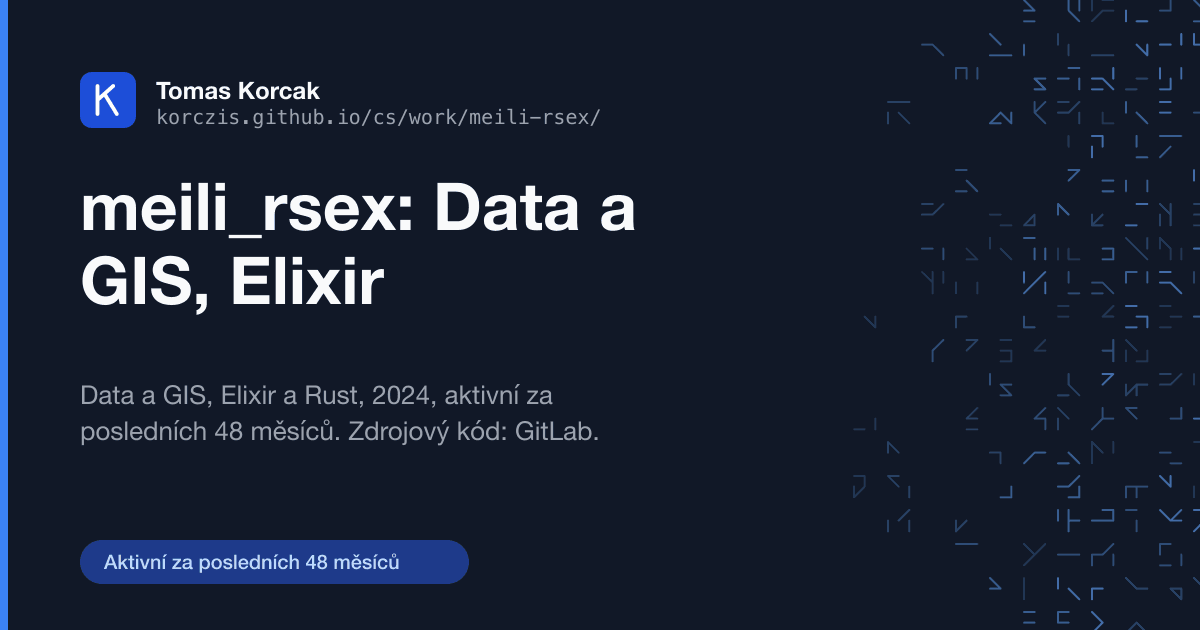 K
Tomas Korcak
korczis.github.io/cs/work/meili-rsex/
meili_rsex: Data a
GIS, Elixir
Data a GIS, Elixir a Rust, 2024, aktivní za
posledních 48 měsíců. Zdrojový kód: GitLab.
Aktivní za posledních 48 měsíců